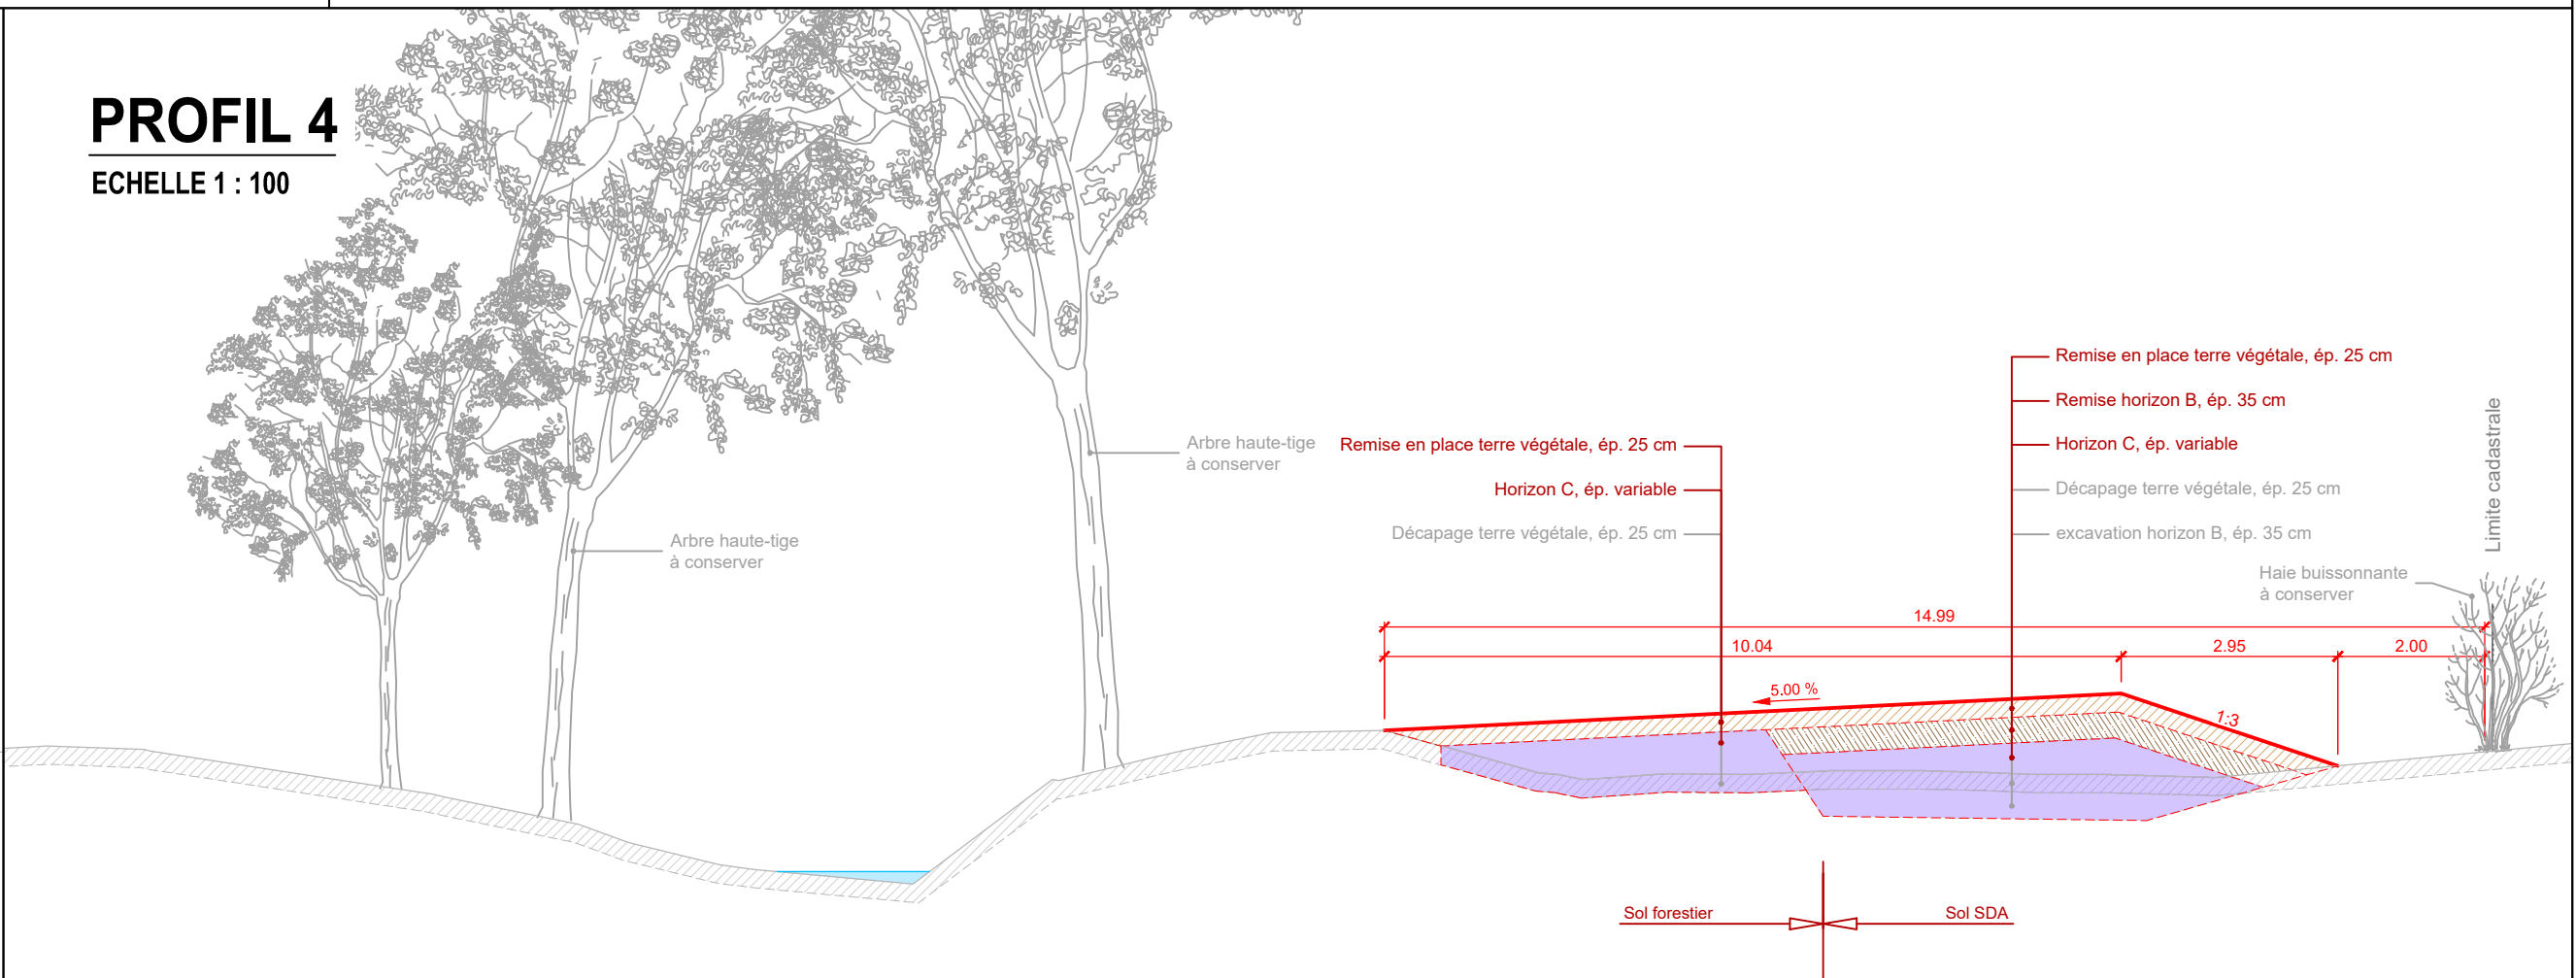 PROFIL 4
ECHELLE 1 : 100
Arbre haute-tige
à conserver
Arbre haute-tige
à conserver
Remise en place terre végétale, ép. 25 cm
Horizon C, ép. variable
Décapage terre végétale, ép. 25 cm
Remise en place terre végétale, ép. 25 cm
Remise horizon B, ép. 35 cm
Horizon C, ép. variable
Décapage terre végétale, ép. 25 cm
excavation horizon B, ép. 35 cm
Limite cadastrale
Haie buissonnante
à conserver
14.99
10.04
2.95
2.00
5.00 %
1:3
Sol forestier
Sol SDA